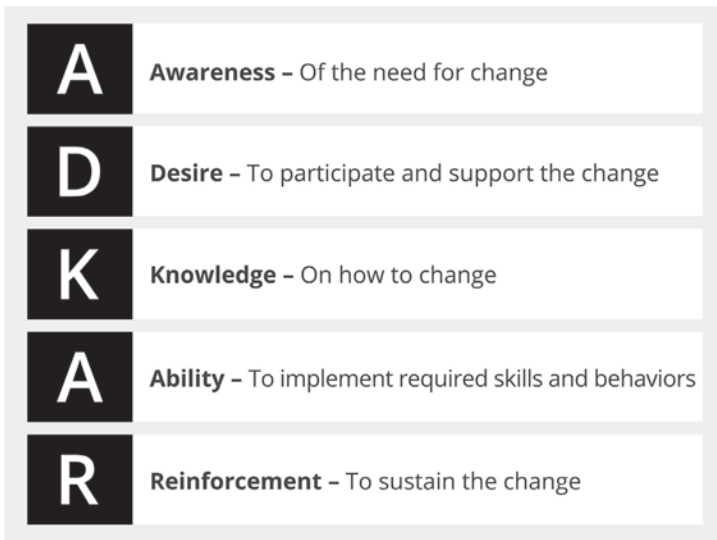 A
Awareness – Of the need for change
D
Desire – To participate and support the change
K
Knowledge – On how to change
A
Ability – To implement required skills and behaviors
R
Reinforcement – To sustain the change